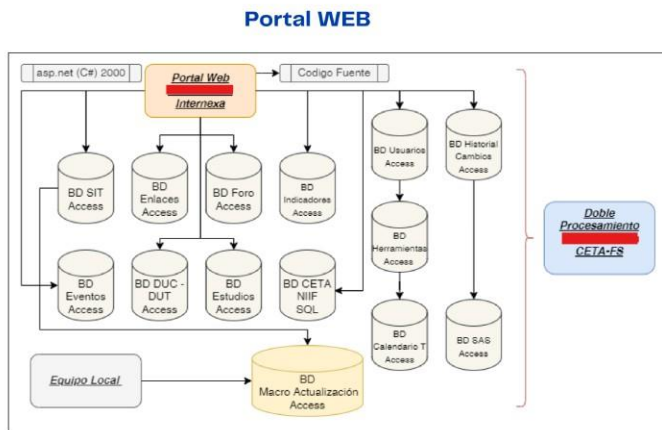 Portal WEB
asp.net (C#) 2000
Portal Web
Internexa
Codigo Fuente
BD SIT
Access
BD
Enlaces
Access
BD Foro
Access
BD
Indicadores
Access
BD Usuarios
Access
BD Historial
Cambios
Access
BD
Herramientas
Access
Doble
Procesamiento
CETA-FS
BD
Eventos
Access
BD DUC -
DUT
Access
BD
Estudios
Access
BD CETA
NIIF
SQL
BD
Calendario T
Access
BD SAS
Access
Equipo Local
BD
Macro Actualización
Access